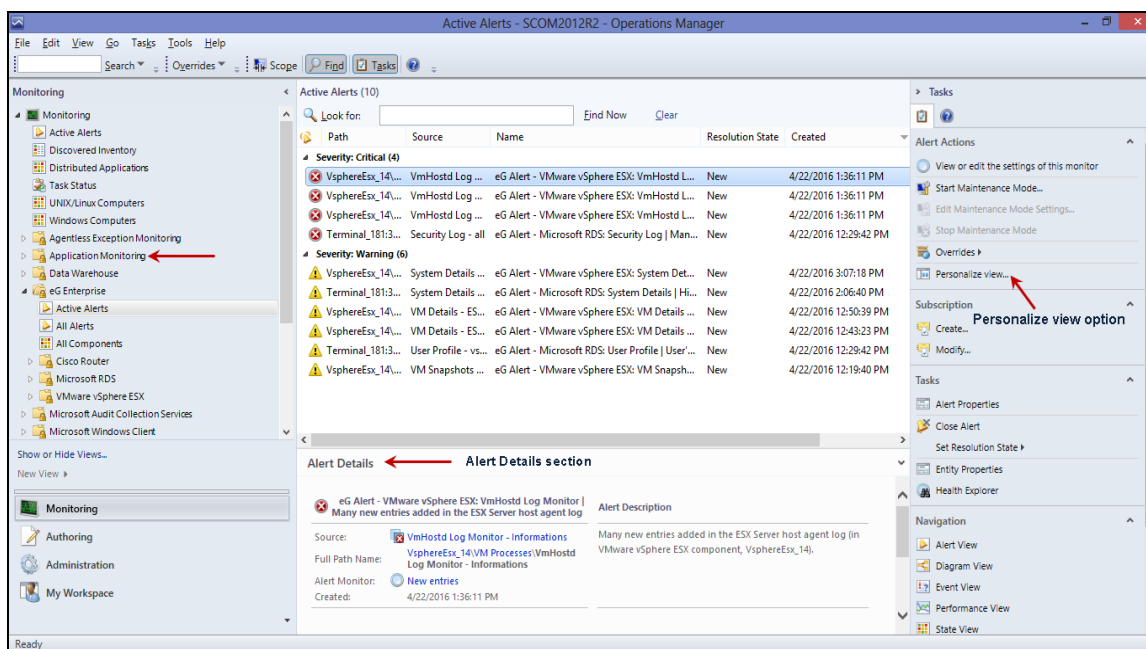 Active Alerts - SCOM2012R2 - Operations Manager
File Edit View Go Tasks Tools Help
Search Overrides Scope Find Tasks
Monitoring
Monitoring
Active Alerts
Discovered Inventory
Distributed Applications
Task Status
UNIX/Linux Computers
Windows Computers
Agentless Exception Monitoring
Application Monitoring
Data Warehouse
eG Enterprise
Active Alerts
All Alerts
All Components
Cisco Router
Microsoft RDS
VMware vSphere ESX
Microsoft Audit Collection Services
Microsoft Windows Client
Show or Hide Views...
New View
Monitoring
Authoring
Administration
My Workspace
Active Alerts (10)
Look for: Find Now Clear
Path Source Name Resolution State Created
Severity: Critical (4)
VsphereEsx_14\... VmHostd Log ... eG Alert - VMware vSphere ESX: VmHostd L... New 4/22/2016 1:36:11 PM
VsphereEsx_14\... VmHostd Log ... eG Alert - VMware vSphere ESX: VmHostd L... New 4/22/2016 1:36:11 PM
VsphereEsx_14\... VmHostd Log ... eG Alert - VMware vSphere ESX: VmHostd L... New 4/22/2016 1:36:11 PM
Terminal_181:3... Security Log - all eG Alert - Microsoft RDS: Security Log | Man... New 4/22/2016 12:29:42 PM
Severity: Warning (6)
VsphereEsx_14\... System Details ... eG Alert - VMware vSphere ESX: System Det... New 4/22/2016 3:07:18 PM
Terminal_181:3... System Details ... eG Alert - Microsoft RDS: System Details | Hi... New 4/22/2016 2:06:40 PM
VsphereEsx_14\... VM Details - ES... eG Alert - VMware vSphere ESX: VM Details ... New 4/22/2016 12:50:39 PM
VsphereEsx_14\... VM Details - ES... eG Alert - VMware vSphere ESX: VM Details ... New 4/22/2016 12:43:23 PM
Terminal_181:3... User Profile - vs... eG Alert - Microsoft RDS: User Profile | User'... New 4/22/2016 12:29:42 PM
VsphereEsx_14\... VM Snapshots ... eG Alert - VMware vSphere ESX: VM Snapsh... New 4/22/2016 12:19:40 PM
Alert Details
Alert Details section
eG Alert - VMware vSphere ESX: VmHostd Log Monitor |
Many new entries added in the ESX Server host agent log
Source: VmHostd Log Monitor - Informations
Full Path Name: VsphereEsx_14\VM Processes\VmHostd
Log Monitor - Informations
Alert Monitor: New entries
Created: 4/22/2016 1:36:11 PM
Alert Description
Many new entries added in the ESX Server host agent log (in
VMware vSphere ESX component, VsphereEsx_14).
Tasks
Alert Actions
View or edit the settings of this monitor
Start Maintenance Mode...
Edit Maintenance Mode Settings...
Stop Maintenance Mode
Overrides
Personalize view...
Personalize view option
Subscription
Create...
Modify...
Tasks
Alert Properties
Close Alert
Set Resolution State
Entity Properties
Health Explorer
Navigation
Alert View
Diagram View
Event View
Performance View
State View
Ready